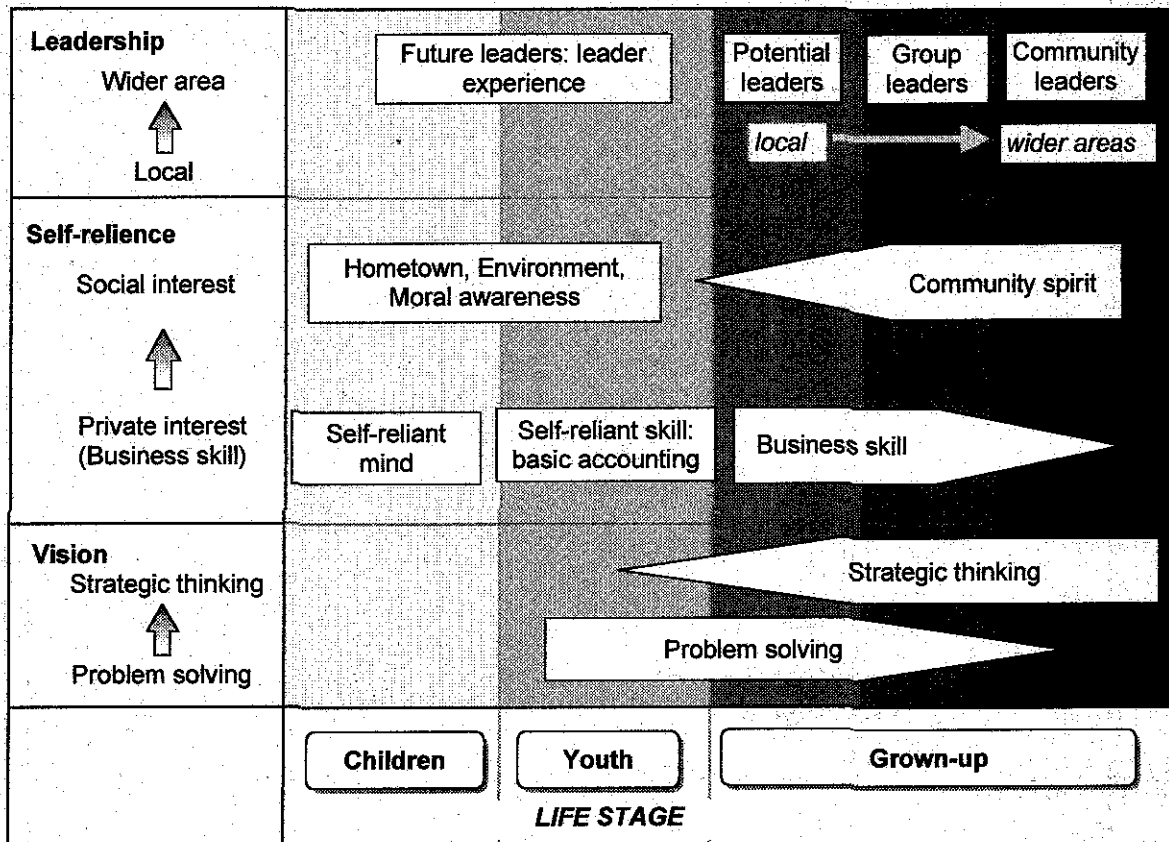 Leadership
Wider area
Local
Future leaders: leader
experience
Potential
leaders
Group
leaders
Community
leaders
local
wider areas
Self-relience
Social interest
Private interest
(Business skill)
Hometown, Environment,
Moral awareness
Community spirit
Self-reliant
mind
Self-reliant skill:
basic accounting
Business skill
Vision
Strategic thinking
Problem solving
Strategic thinking
Problem solving
Children
Youth
Grown-up
LIFE STAGE